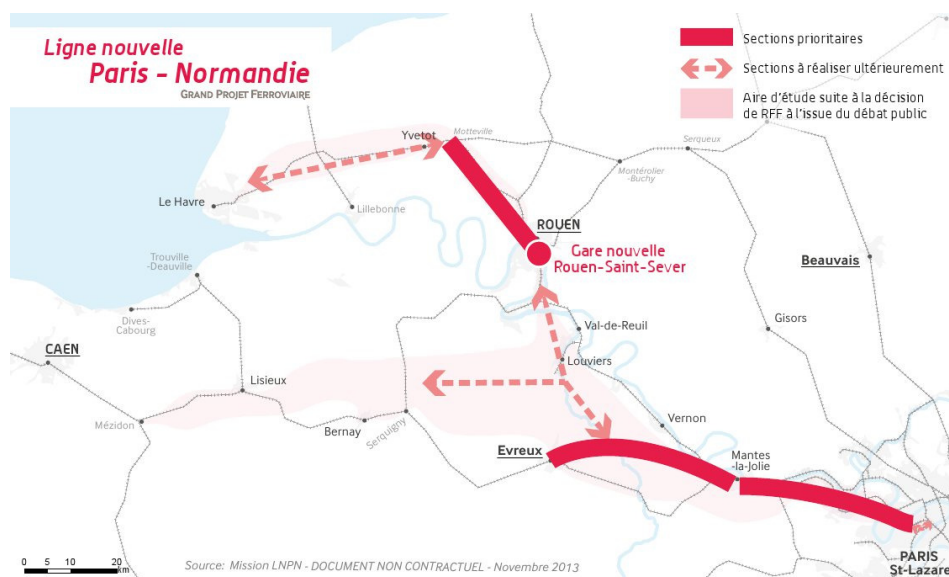 Ligne nouvelle
Paris - Normandie
GRAND PROJET FERROVIAIRE
Sections prioritaires
Sections à réaliser ultérieurement
Aire d'étude suite à la décision
de RFF à l'issue du débat public
Yvetot
Motteville
Serqueux
Montérolier
-Buchy
Le Havre
Lillebonne
ROUEN
Gare nouvelle
Rouen-Saint-Sever
Beauvais
Trouville
-Deauville
Dives-
Cabourg
Val-de-Reuil
Gisors
CAEN
Louviers
Lisieux
Mézidon
Bernay
Serquigny
Vernon
Evreux
Mantes
-la-Jolie
PARIS
St-Lazare
0 5 10 20
km
Source: Mission LNPN - DOCUMENT NON CONTRACTUEL - Novembre 2013